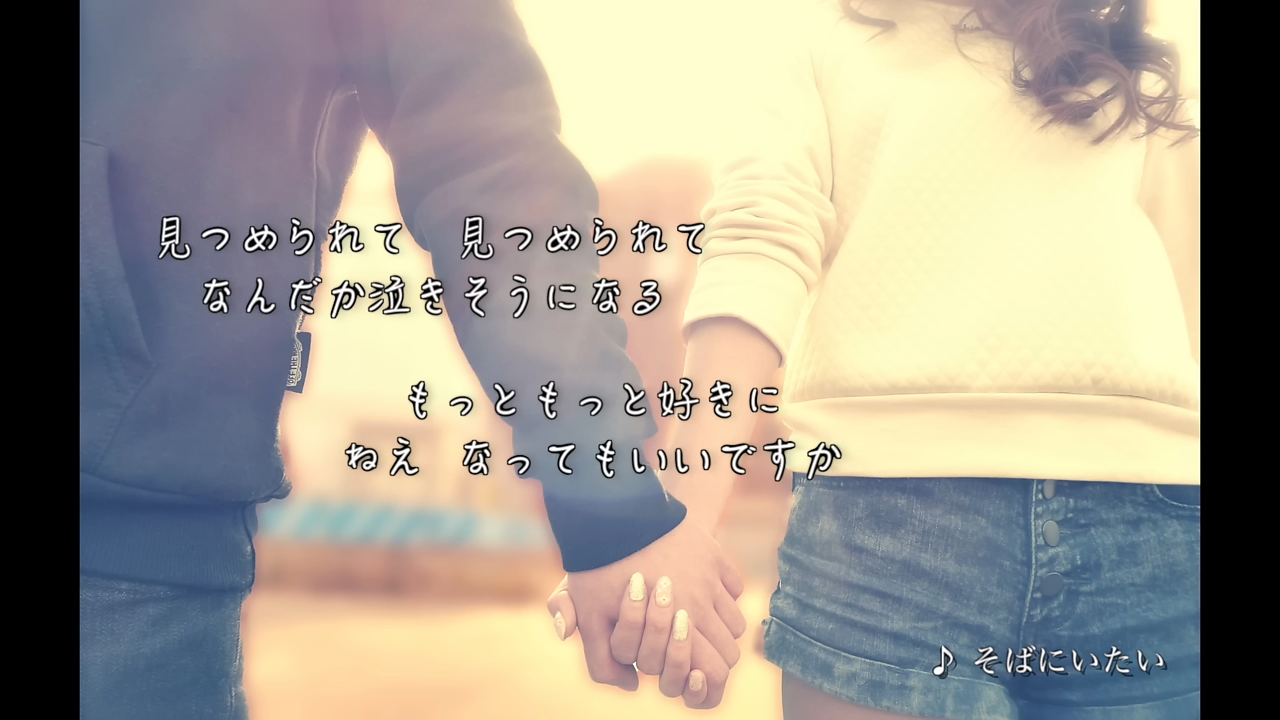 見つめられて　見つめられて
なんだか泣きそうになる
もっともっと好きに
ねえ　なってもいいですか
♪ そばにいたい